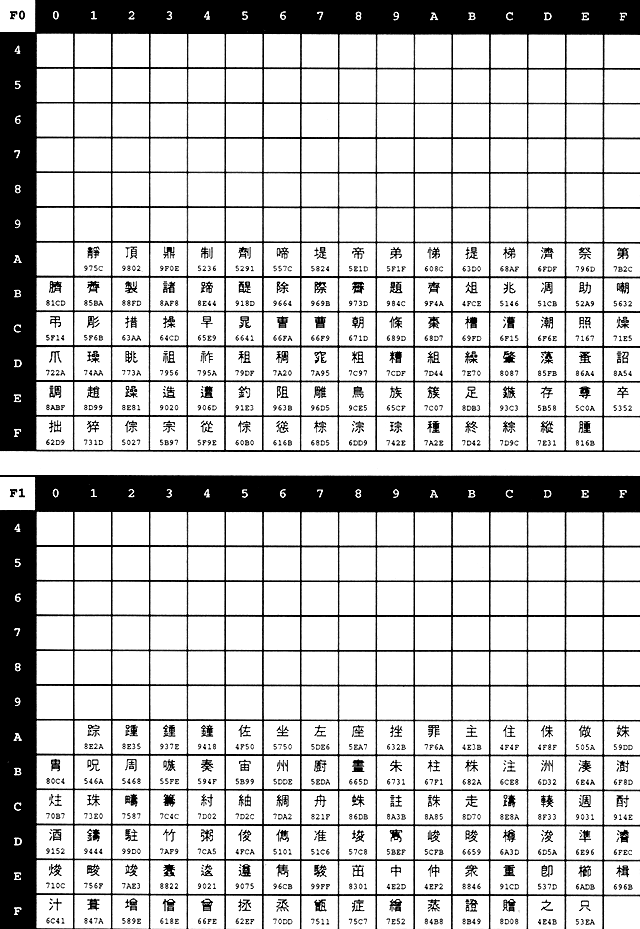 F0 0 1 2 3 4 5 6 7 8 9 A B C D E F
4
5
6
7
8
9
A 靜 頂 鼎 制 劑 啼 堤 帝 弟 悌 提 梯 濟 祭 第
975C 9802 9F0E 5236 5291 557C 5824 5E1D 5F1F 608C 63D0 68AF 6FDF 796D 7B2C
B 臍 薺 製 諸 蹄 醍 除 際 霽 題 齊 俎 兆 凋 助 嘲
81CD 85BA 88FD 8AF8 8E44 918D 9664 969B 973D 984C 9F4A 4FCE 5146 51CB 52A9 5632
C 弔 彫 措 操 早 晁 曺 曹 朝 條 棗 槽 漕 潮 照 燥
5F14 5F6B 63AA 64CD 65E9 6641 66FA 66F9 671D 689D 68D7 69FD 6F15 6F6E 7167 71E5
D 爪 璪 眺 祖 祚 租 稠 窕 粗 糟 組 繰 肇 藻 蚤 詔
722A 74AA 773A 7956 795A 79DF 7A20 7A95 7C97 7CDF 7D44 7E70 8087 85FB 86A4 8A54
E 調 趙 躁 造 遭 釣 阻 雕 鳥 族 簇 足 鏃 存 尊 卒
8ABF 8D99 8E81 9020 906D 91E3 963B 96D5 9CE5 65CF 7C07 8DB3 93C3 5B58 5C0A 5352
F 拙 猝 倧 宗 從 悰 慫 棕 淙 琮 種 終 綜 縱 腫
62D9 731D 5027 5B97 5F9E 60B0 616B 68D5 6DD9 742E 7A2E 7D42 7D9C 7E31 816B
F1 0 1 2 3 4 5 6 7 8 9 A B C D E F
4
5
6
7
8
9
A 踪 踵 鍾 鐘 佐 坐 左 座 挫 罪 主 住 侏 做 姝
8E2A 8E35 937E 9418 4F50 5750 5DE6 5EA7 632B 7F6A 4E3B 4F4F 4F8F 505A 59DD
B 胄 呪 周 嗾 奏 宙 州 廚 晝 朱 柱 株 注 洲 湊 澍
80C4 546A 5468 55FE 594F 5B99 5DDE 5EDA 665D 6731 67F1 682A 6CE8 6D32 6E4A 6F8D
C 炷 珠 疇 籌 紂 紬 綢 舟 蛛 註 誅 走 躊 輳 週 酎
70B7 73E0 7587 7C4C 7D02 7D2C 7DA2 821F 86DB 8A3B 8A85 8D70 8E8A 8F33 9031 914E
D 酒 鑄 駐 竹 粥 俊 儁 准 埈 寯 峻 晙 樽 浚 準 濬
9152 9444 99D0 7AF9 7CA5 4FCA 5101 51C6 57C8 5BEF 5CFB 6659 6A3D 6D5A 6E96 6FEC
E 焌 畯 竣 蠢 逡 遵 雋 駿 茁 中 仲 衆 重 卽 櫛 楫
710C 756F 7AE3 8822 9021 9075 96CB 99FF 8301 4E2D 4EF2 8846 91CD 537D 6ADB 696B
F 汁 葺 增 憎 曾 拯 烝 甑 症 繒 蒸 證 贈 之 只
6C41 847A 589E 618E 66FE 62EF 70DD 7511 75C7 7E52 84B8 8B49 8D08 4E4B 53EA